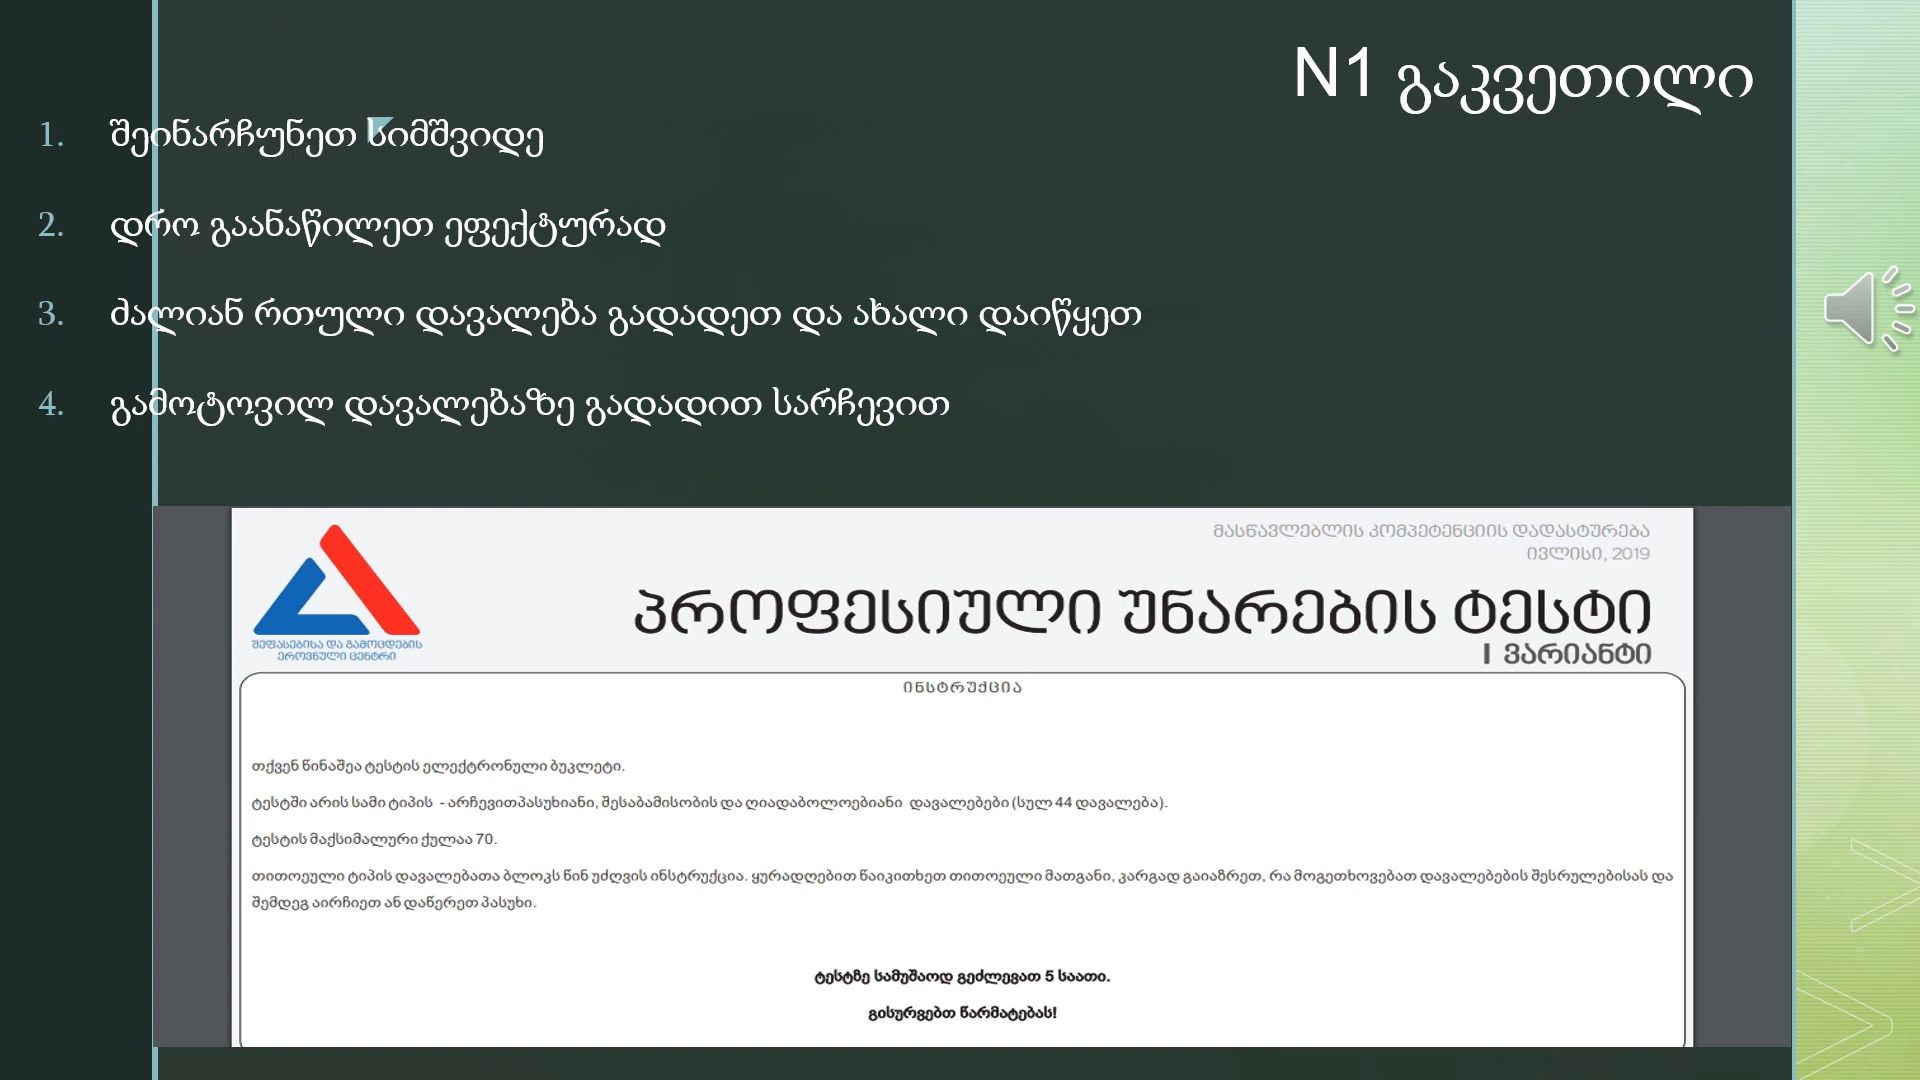 N1 გაკვეთილი
1. შეინარჩუნეთ სიმშვიდე
2. დრო გაანაწილეთ ეფექტურად
3. ძალიან რთული დავალება გადადეთ და ახალი დაიწყეთ
4. გამოტოვილ დავალებაზე გადადით სარჩევით
მასწავლებლის კომპეტენციის დადასტურება
ივლისი, 2019
პროფესიული უნარების ტესტი
I ვარიანტი
შეფასებისა და გამოცდების
ეროვნული ცენტრი
ინსტრუქცია
თქვენ წინაშეა ტესტის ელექტრონული ბუკლეტი.
ტესტში არის სამი ტიპის - არჩევითპასუხიანი, შესაბამისობის და ღიადაბოლოებიანი დავალებები (სულ 44 დავალება).
ტესტის მაქსიმალური ქულაა 70.
თითოეული ტიპის დავალებათა ბლოკს წინ უძღვის ინსტრუქცია. ყურადღებით წაიკითხეთ თითოეული მათგანი, კარგად გაიაზრეთ, რა მოგეთხოვებათ დავალებების შესრულებისას და
შემდეგ აირჩიეთ ან დაწერეთ პასუხი.
ტესტზე სამუშაოდ გეძლევათ 5 საათი.
გისურვებთ წარმატებას!